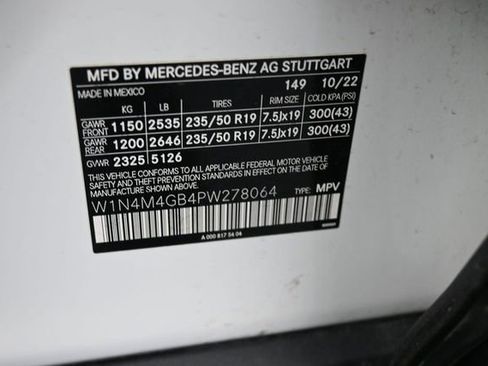 MFD BY MERCEDES-BENZ AG STUTTGART
MADE IN MEXICO 149 10/22
KG LB TIRES RIM SIZE COLD KPA (PSI)
GAWR FRONT 1150 2535 235/50 R19 7.5Jx19 300(43)
GAWR REAR 1200 2646 235/50 R19 7.5Jx19 300(43)
GVWR 2325 5126
THIS VEHICLE CONFORMS TO ALL APPLICABLE FEDERAL MOTOR VEHICLE
SAFETY, BUMPER, AND THEFT PREVENTION STANDARDS IN EFFECT ON THE
DATE OF MANUFACTURE SHOWN ABOVE.
W1N4M4GB4PW278064 TYPE: MPV
A 000 817 54 04